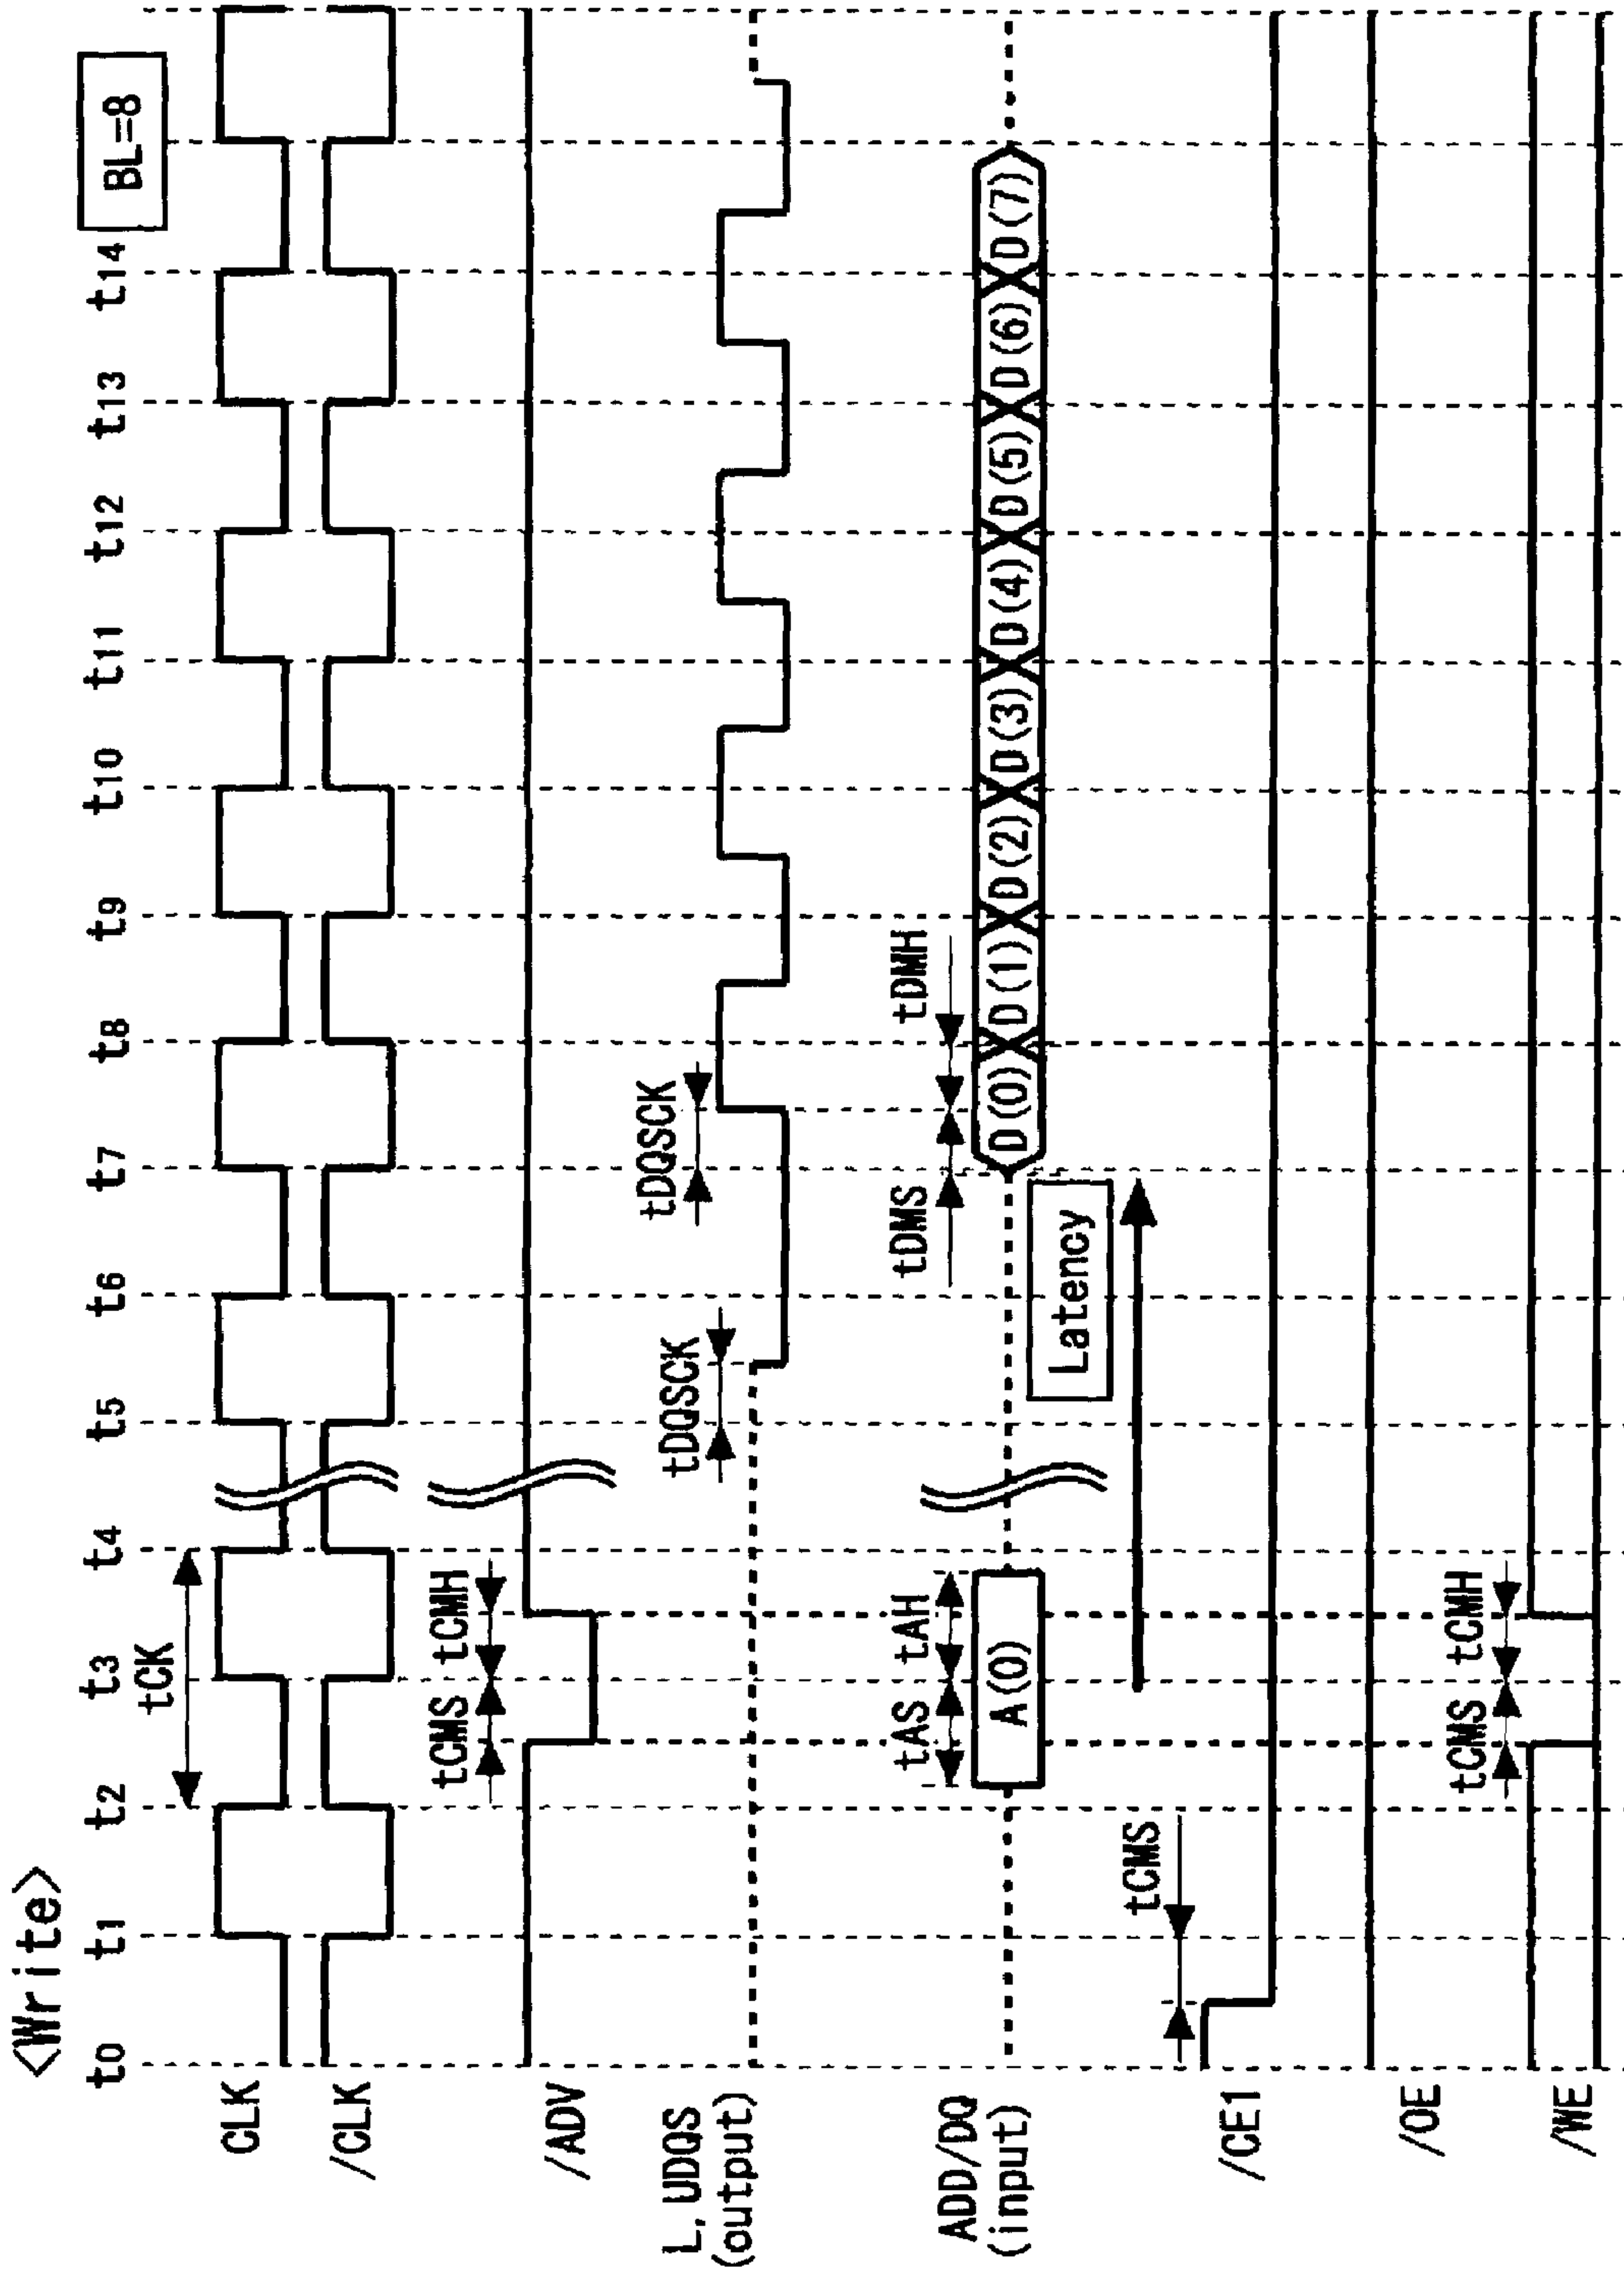 <Write>
BL=8
t0 t1 t2 t3 t4 t5 t6 t7 t8 t9 t10 t11 t12 t13 t14
tCK
CLK
/CLK
tCMS tCMH
/ADV
tDQSCK tDQSCK
L, UDQS
(output)
tAS tAH tDMS tDMH
ADD/DQ
(input)
A(0) D(0) D(1) D(2) D(3) D(4) D(5) D(6) D(7)
Latency
tCMS
/CE1
/OE
tCMS tCMH
/WE